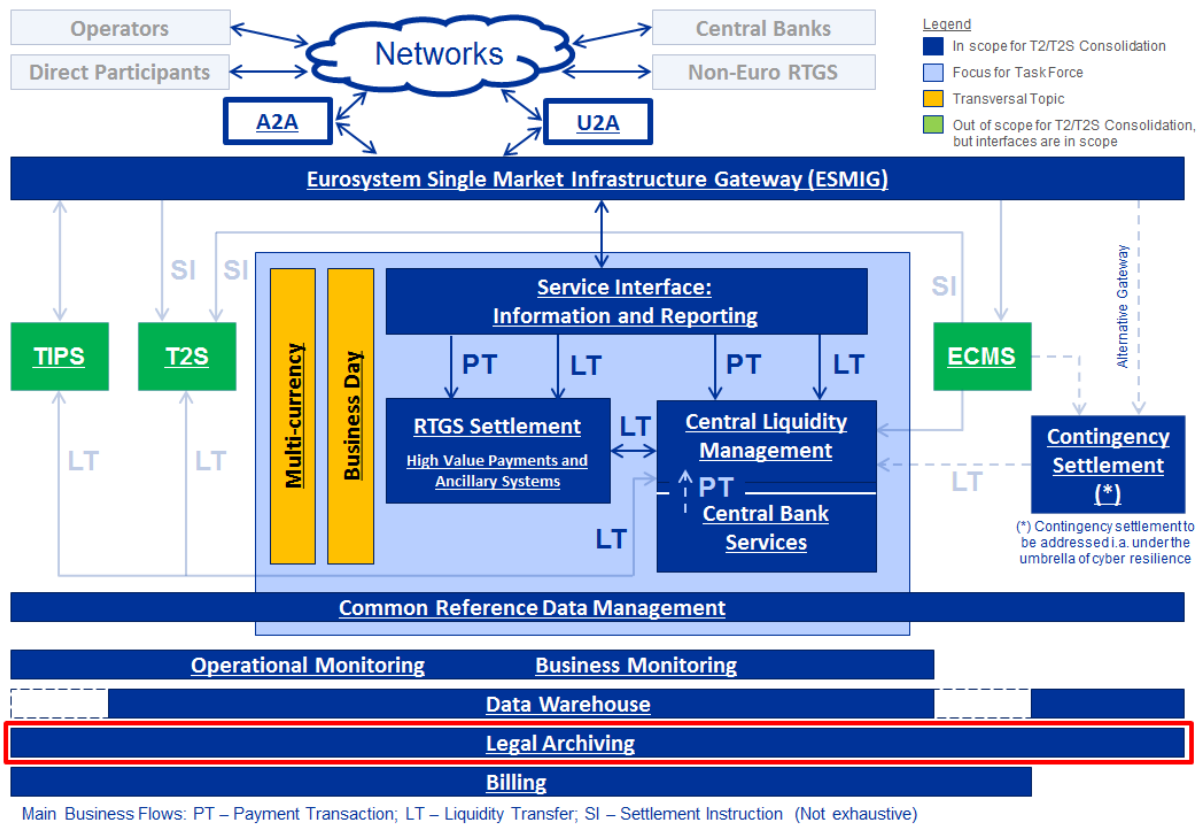 Operators
Direct Participants
Networks
Central Banks
Non-Euro RTGS
Legend
In scope for T2/T2S Consolidation
Focus for Task Force
Transversal Topic
Out of scope for T2/T2S Consolidation,
but interfaces are in scope
A2A
U2A
Eurosystem Single Market Infrastructure Gateway (ESMIG)
SI
SI
SI
Alternative Gateway
Multi-currency
Business Day
Service Interface:
Information and Reporting
TIPS
T2S
ECMS
PT
LT
PT
LT
RTGS Settlement
High Value Payments and
Ancillary Systems
LT
Central Liquidity
Management
PT
Central Bank
Services
Contingency
Settlement
(*)
LT
LT
LT
LT
(*) Contingency settlement to
be addressed i.a. under the
umbrella of cyber resilience
Common Reference Data Management
Operational Monitoring
Business Monitoring
Data Warehouse
Legal Archiving
Billing
Main Business Flows: PT – Payment Transaction; LT – Liquidity Transfer; SI – Settlement Instruction (Not exhaustive)